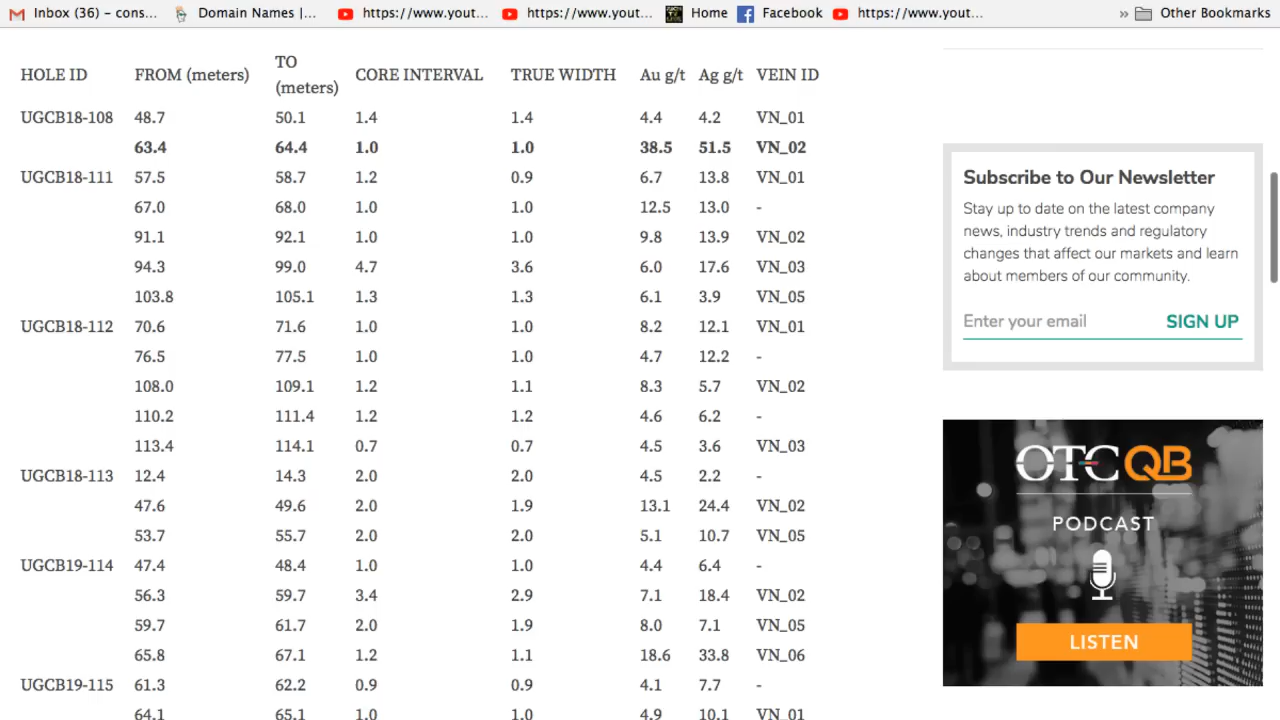 Inbox (36) – cons... Domain Names |... https://www.yout... https://www.yout... Home Facebook https://www.yout... » Other Bookmarks
HOLE ID FROM (meters) TO (meters) CORE INTERVAL TRUE WIDTH Au g/t Ag g/t VEIN ID
UGCB18-108 48.7 50.1 1.4 1.4 4.4 4.2 VN_01
63.4 64.4 1.0 1.0 38.5 51.5 VN_02
UGCB18-111 57.5 58.7 1.2 0.9 6.7 13.8 VN_01
67.0 68.0 1.0 1.0 12.5 13.0 -
91.1 92.1 1.0 1.0 9.8 13.9 VN_02
94.3 99.0 4.7 3.6 6.0 17.6 VN_03
103.8 105.1 1.3 1.3 6.1 3.9 VN_05
UGCB18-112 70.6 71.6 1.0 1.0 8.2 12.1 VN_01
76.5 77.5 1.0 1.0 4.7 12.2 -
108.0 109.1 1.2 1.1 8.3 5.7 VN_02
110.2 111.4 1.2 1.2 4.6 6.2 -
113.4 114.1 0.7 0.7 4.5 3.6 VN_03
UGCB18-113 12.4 14.3 2.0 2.0 4.5 2.2 -
47.6 49.6 2.0 1.9 13.1 24.4 VN_02
53.7 55.7 2.0 2.0 5.1 10.7 VN_05
UGCB19-114 47.4 48.4 1.0 1.0 4.4 6.4 -
56.3 59.7 3.4 2.9 7.1 18.4 VN_02
59.7 61.7 2.0 1.9 8.0 7.1 VN_05
65.8 67.1 1.2 1.1 18.6 33.8 VN_06
UGCB19-115 61.3 62.2 0.9 0.9 4.1 7.7 -
64.1 65.1 1.0 1.0 4.9 10.1 VN_01
Subscribe to Our Newsletter
Stay up to date on the latest company
news, industry trends and regulatory
changes that affect our markets and learn
about members of our community.
Enter your email SIGN UP
OTCQB
PODCAST
LISTEN